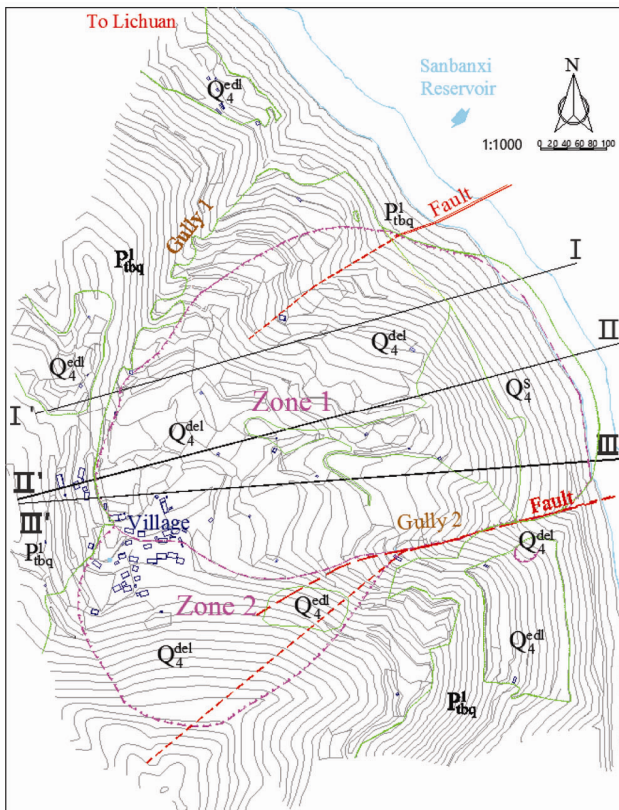 To Lichuan
Q₄ᵉᵈˡ
Sanbanxi
Reservoir
N
1:1000
0 20 40 60 80 100
Fault
P¹tbq
Gully 1
P¹tbq
I
Q₄ᵈᵉˡ
II
Q₄ᵉᵈˡ
Q₄ˢ
Zone 1
I'
Q₄ᵈᵉˡ
III
II'
III'
Fault
Village
Gully 2
Q₄ᵈᵉˡ
P¹tbq
Zone 2
Q₄ᵉᵈˡ
Q₄ᵉᵈˡ
Q₄ᵈᵉˡ
P¹tbq